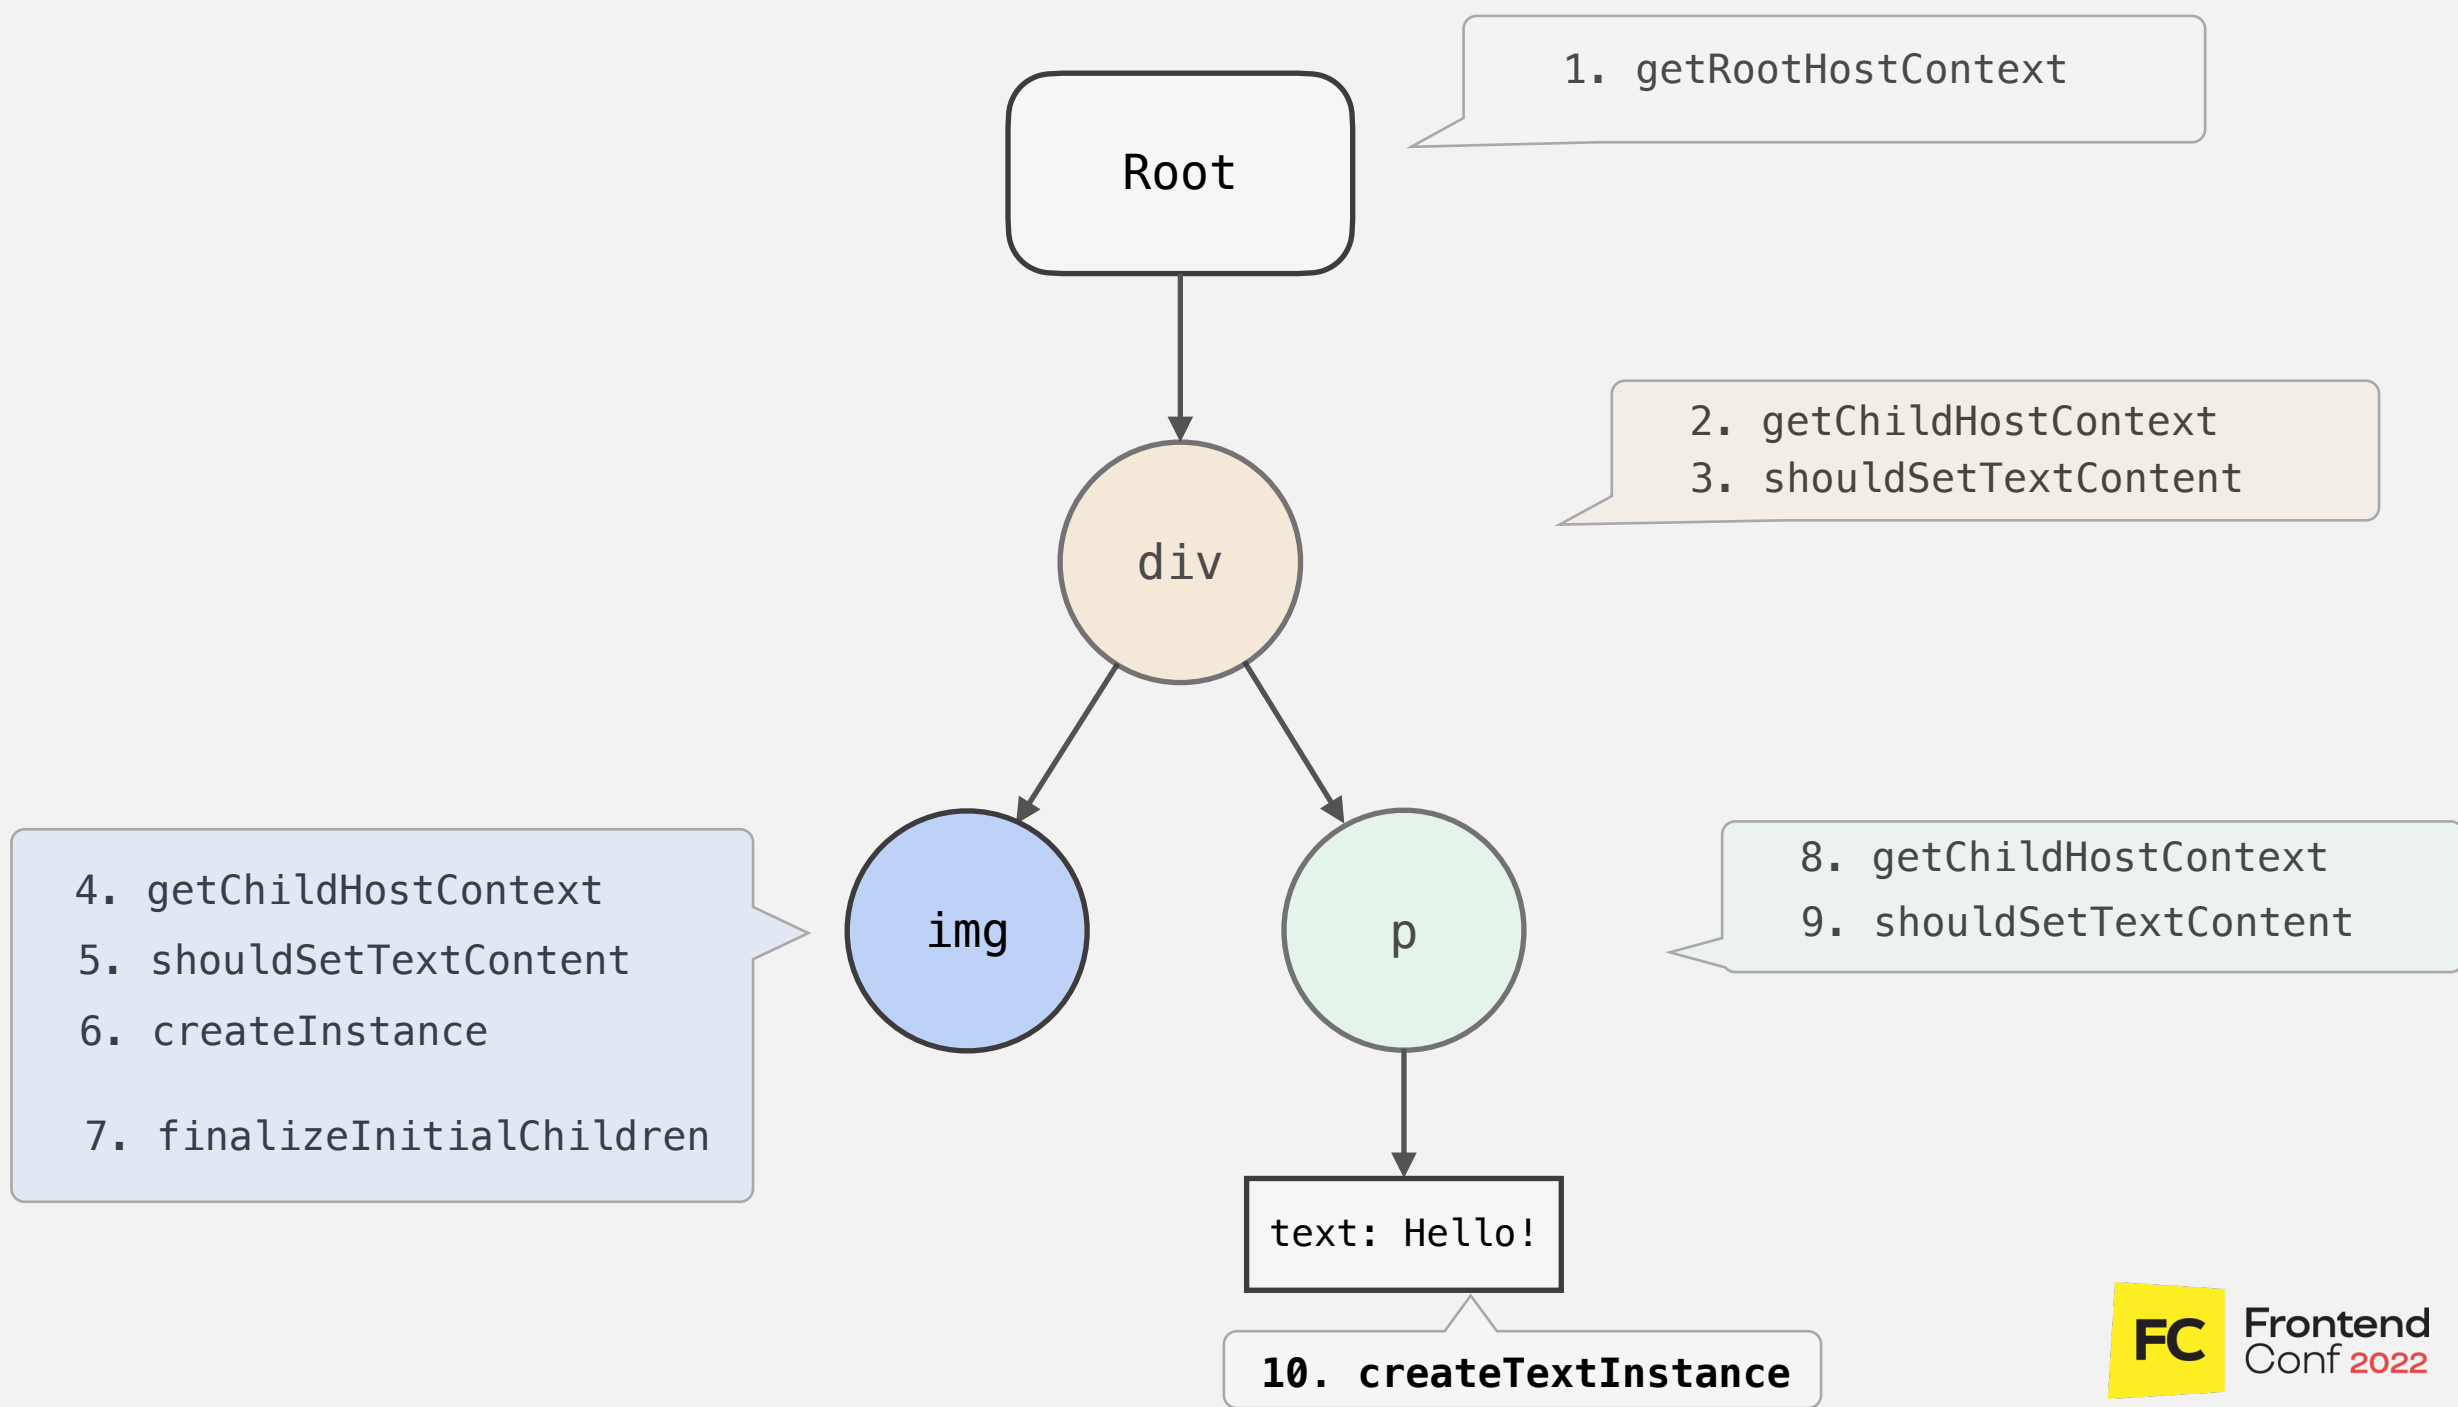 1. getRootHostContext
Root
2. getChildHostContext
3. shouldSetTextContent
div
4. getChildHostContext
5. shouldSetTextContent
6. createInstance
7. finalizeInitialChildren
img
p
8. getChildHostContext
9. shouldSetTextContent
text: Hello!
10. createTextInstance
FC
Frontend
Conf 2022